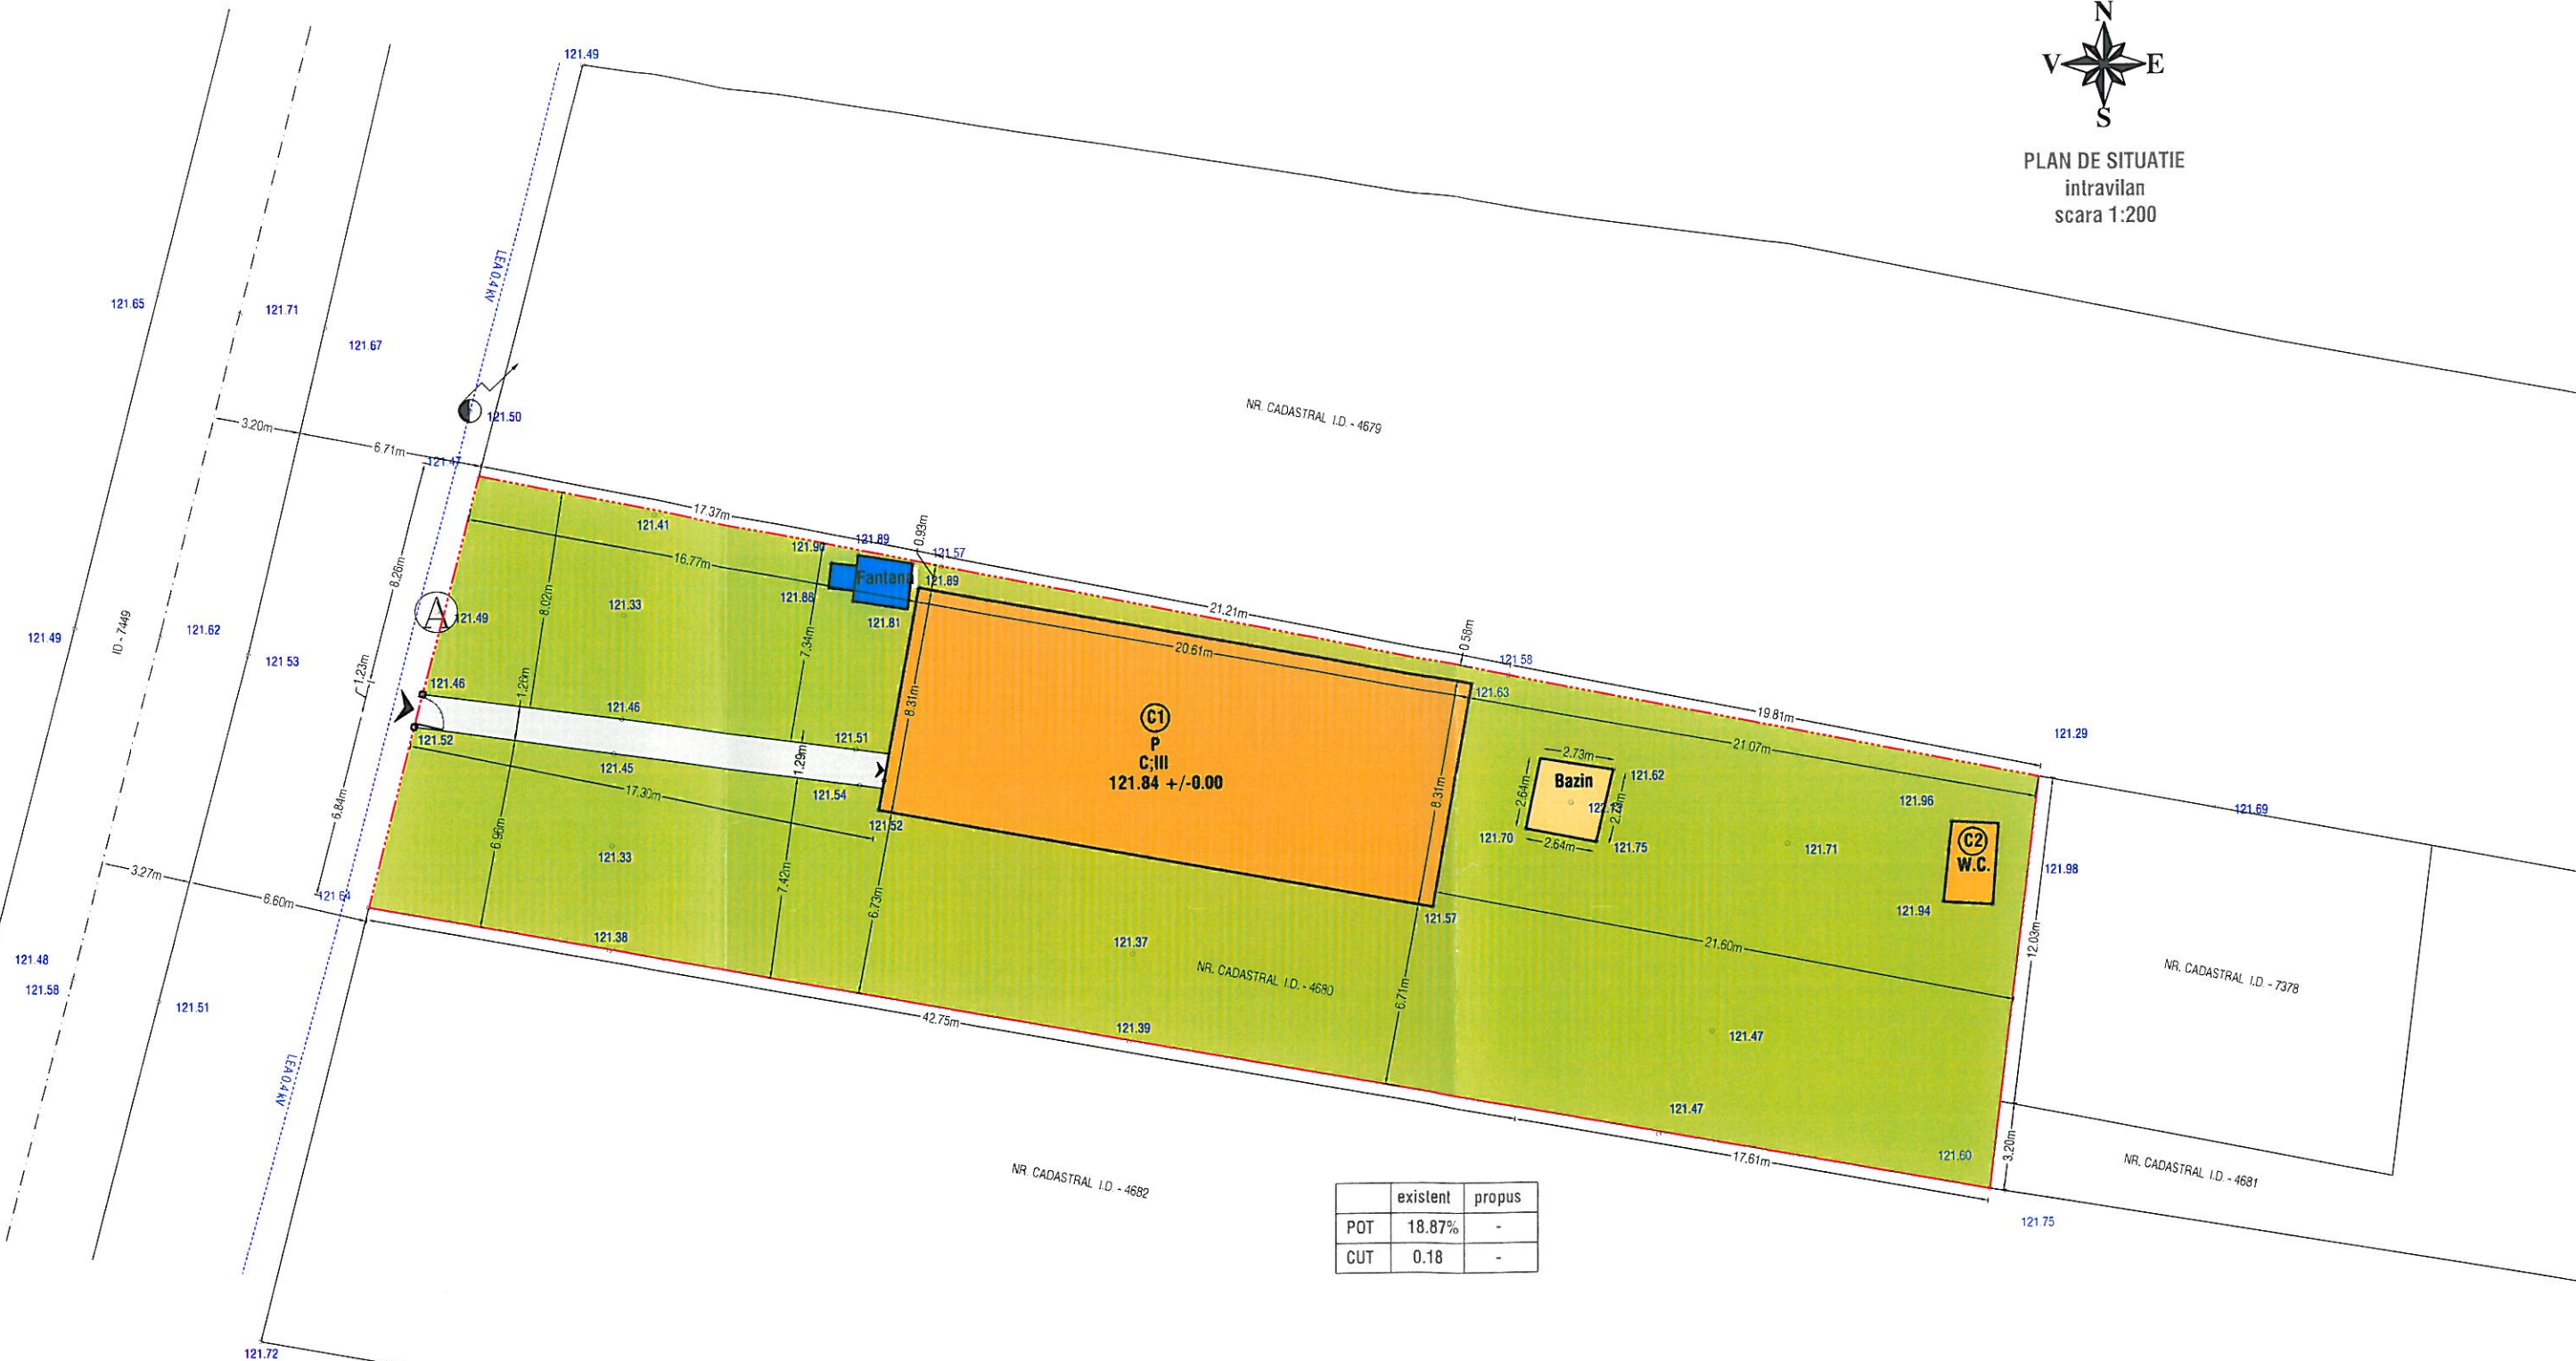 N
V E
S
PLAN DE SITUATIE
intravilan
scara 1:200
121.49
LEA 0.4 kV
121.65
121.71
121.67
121.50
3.20m
6.71m
121.47
NR. CADASTRAL I.D. - 4679
17.37m
121.41
121.90
121.89
0.93m
121.57
16.77m
Fantana
121.89
8.26m
8.02m
121.33
121.88
121.81
21.21m
0.58m
A
121.49
ID - 7449
121.49
121.62
121.53
7.34m
20.61m
121.58
1.23m
121.46
1.26m
121.46
8.31m
121.63
19.81m
C1
P
C;III
121.84 +/-0.00
121.52
121.51
121.29
21.07m
2.73m
Bazin
121.62
121.45
1.29m
2.64m
121.54
17.30m
8.31m
121.96
121.69
6.84m
6.96m
121.52
121.70
2.64m
121.75
121.71
C2
W.C.
121.98
121.33
3.27m
7.42m
6.73m
121.64
6.60m
121.57
121.94
121.38
121.37
21.60m
12.03m
121.48
121.58
NR. CADASTRAL I.D. - 4680
NR. CADASTRAL I.D. - 7378
6.71m
121.51
42.75m
121.39
121.47
LEA 0.4 kV
121.47
17.61m
121.60
3.20m
NR. CADASTRAL I.D. - 4682
NR. CADASTRAL I.D. - 4681
existent propus
POT 18.87% -
CUT 0.18 -
121.75
121.72